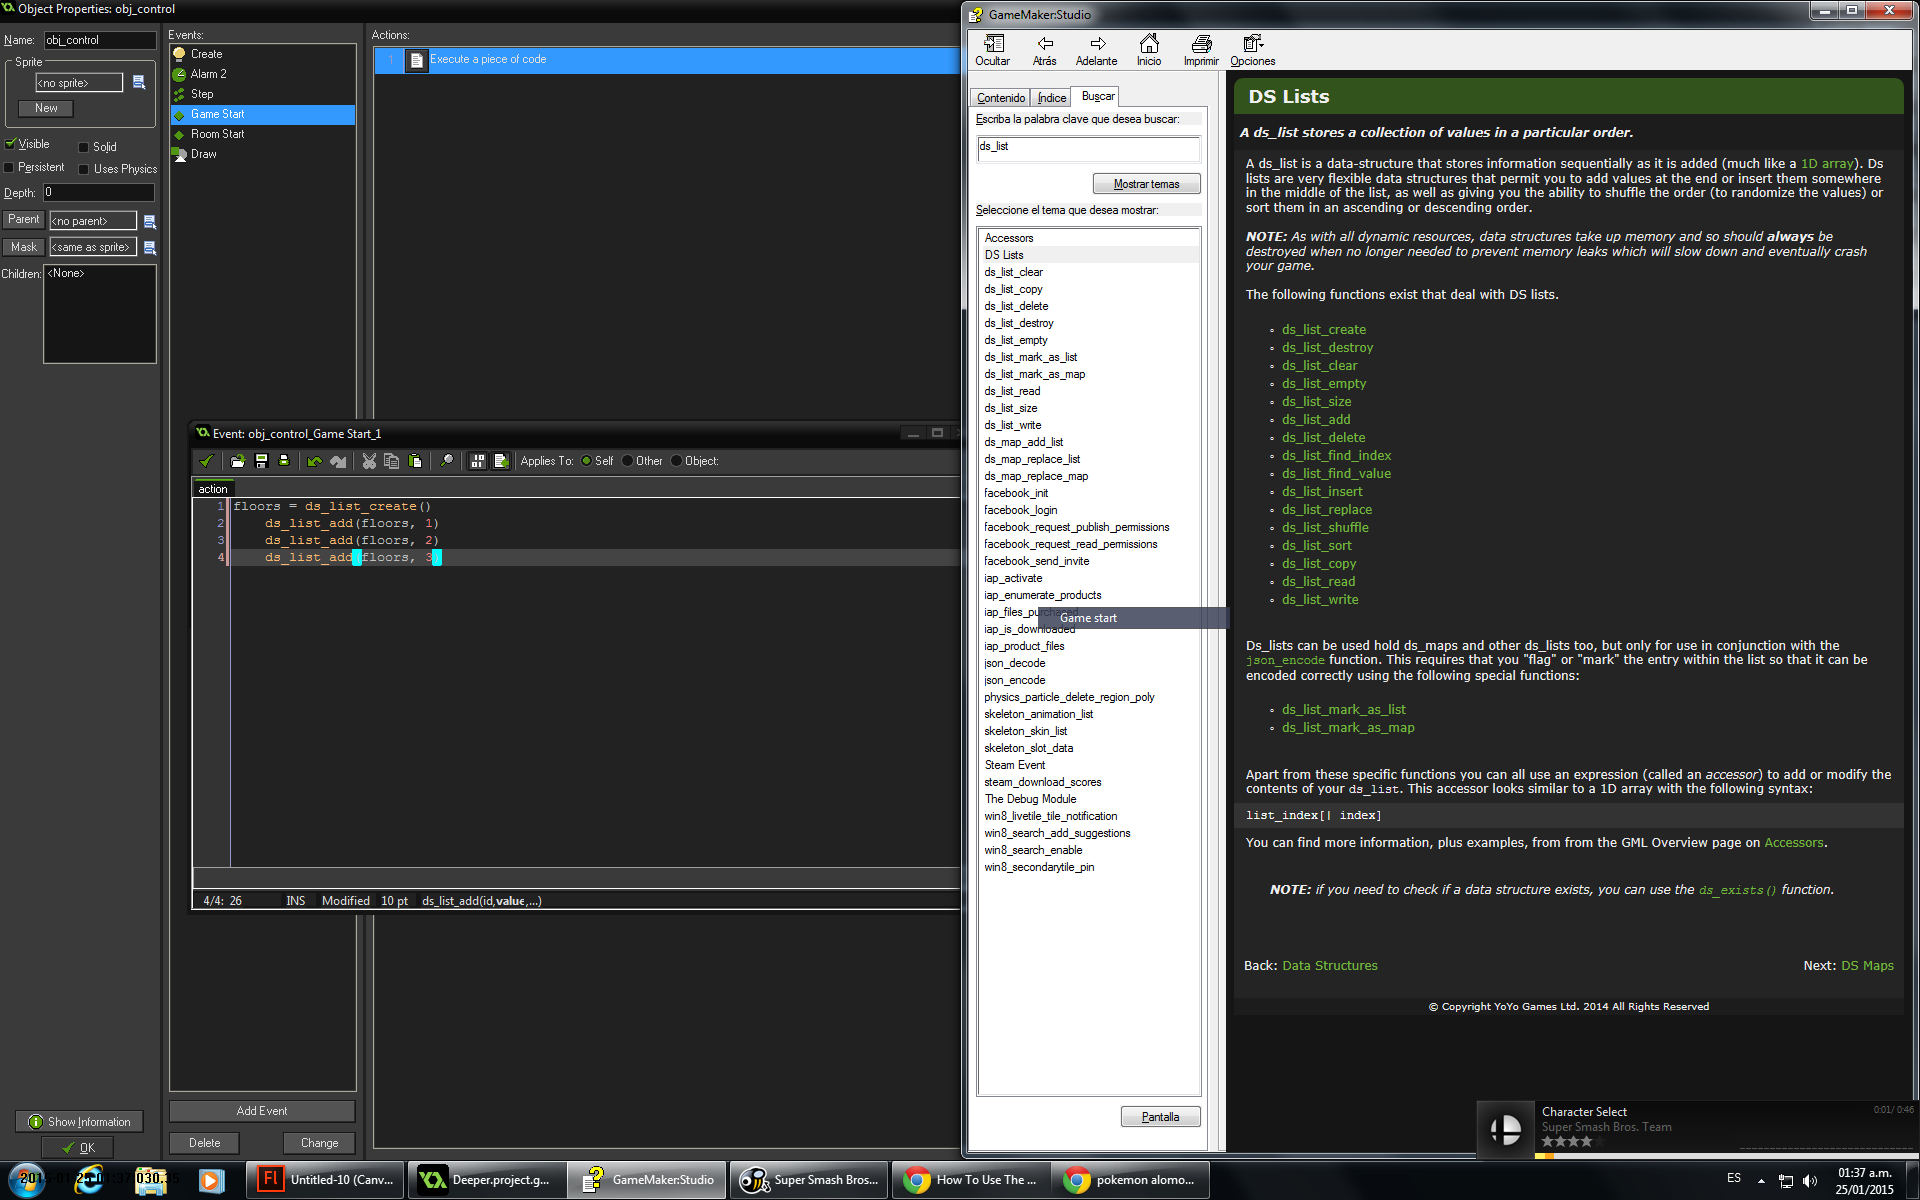 Object Properties: obj_control
Name: obj_control
Sprite
<no sprite>
New
Visible
Solid
Persistent
Uses Physics
Depth: 0
Parent <no parent>
Mask <same as sprite>
Children: <None>
Show Information
OK
Events:
Create
Alarm 2
Step
Game Start
Room Start
Draw
Add Event
Delete
Change
Actions:
1 Execute a piece of code
Event: obj_control_Game Start_1
Applies To: Self Other Object:
action
1 floors = ds_list_create()
2 ds_list_add(floors, 1)
3 ds_list_add(floors, 2)
4 ds_list_add(floors, 3)
4/4: 26 INS Modified 10 pt ds_list_add(id,value,...)
GameMaker:Studio
Ocultar Atrás Adelante Inicio Imprimir Opciones
Contenido Índice Buscar
Escriba la palabra clave que desea buscar:
ds_list
Mostrar temas
Seleccione el tema que desea mostrar:
Accessors
DS Lists
ds_list_clear
ds_list_copy
ds_list_delete
ds_list_destroy
ds_list_empty
ds_list_mark_as_list
ds_list_mark_as_map
ds_list_read
ds_list_size
ds_list_write
ds_map_add_list
ds_map_replace_list
ds_map_replace_map
facebook_init
facebook_login
facebook_request_publish_permissions
facebook_request_read_permissions
facebook_send_invite
iap_activate
iap_enumerate_products
iap_files_purchased
Game start
iap_is_downloaded
iap_product_files
json_decode
json_encode
physics_particle_delete_region_poly
skeleton_animation_list
skeleton_skin_list
skeleton_slot_data
Steam Event
steam_download_scores
The Debug Module
win8_livetile_tile_notification
win8_search_add_suggestions
win8_search_enable
win8_secondarytile_pin
Pantalla
DS Lists
A ds_list stores a collection of values in a particular order.
A ds_list is a data-structure that stores information sequentially as it is added (much like a 1D array). Ds
lists are very flexible data structures that permit you to add values at the end or insert them somewhere
in the middle of the list, as well as giving you the ability to shuffle the order (to randomize the values) or
sort them in an ascending or descending order.
NOTE: As with all dynamic resources, data structures take up memory and so should always be
destroyed when no longer needed to prevent memory leaks which will slow down and eventually crash
your game.
The following functions exist that deal with DS lists.
ds_list_create
ds_list_destroy
ds_list_clear
ds_list_empty
ds_list_size
ds_list_add
ds_list_delete
ds_list_find_index
ds_list_find_value
ds_list_insert
ds_list_replace
ds_list_shuffle
ds_list_sort
ds_list_copy
ds_list_read
ds_list_write
Ds_lists can be used hold ds_maps and other ds_lists too, but only for use in conjunction with the
json_encode function. This requires that you "flag" or "mark" the entry within the list so that it can be
encoded correctly using the following special functions:
ds_list_mark_as_list
ds_list_mark_as_map
Apart from these specific functions you can all use an expression (called an accessor) to add or modify the
contents of your ds_list. This accessor looks similar to a 1D array with the following syntax:
list_index[| index]
You can find more information, plus examples, from from the GML Overview page on Accessors.
NOTE: if you need to check if a data structure exists, you can use the ds_exists() function.
Back: Data Structures
Next: DS Maps
© Copyright YoYo Games Ltd. 2014 All Rights Reserved
Character Select
0:01/ 0:46
Super Smash Bros. Team
Untitled-10 (Canv...
Deeper.project.g...
GameMaker:Studio
Super Smash Bros...
How To Use The ...
pokemon alomo...
ES
01:37 a.m.
25/01/2015